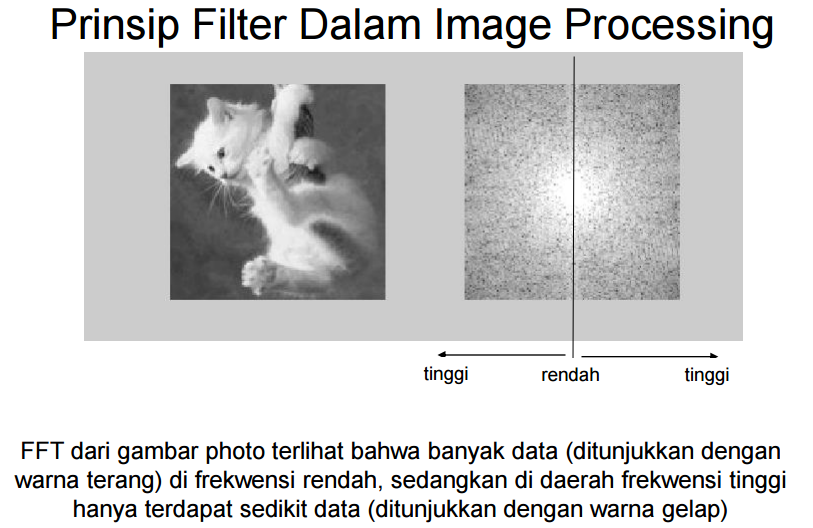 Prinsip Filter Dalam Image Processing
tinggi rendah tinggi
FFT dari gambar photo terlihat bahwa banyak data (ditunjukkan dengan
warna terang) di frekwensi rendah, sedangkan di daerah frekwensi tinggi
hanya terdapat sedikit data (ditunjukkan dengan warna gelap)